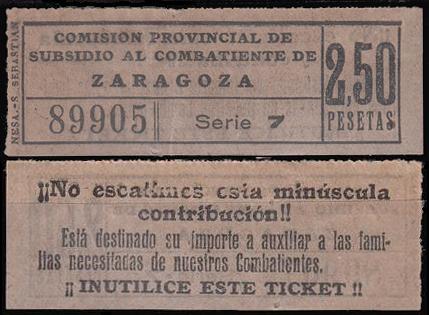 NESA.-S. SEBASTIAN
COMISION PROVINCIAL DE
SUBSIDIO AL COMBATIENTE DE
ZARAGOZA
89905 Serie 7
2,50
PESETAS
¡¡No escatimes esta minúscula
contribución!!
Está destinado su importe a auxiliar a las fami-
lias necesitadas de nuestros Combatientes.
¡¡ INUTILICE ESTE TICKET !!